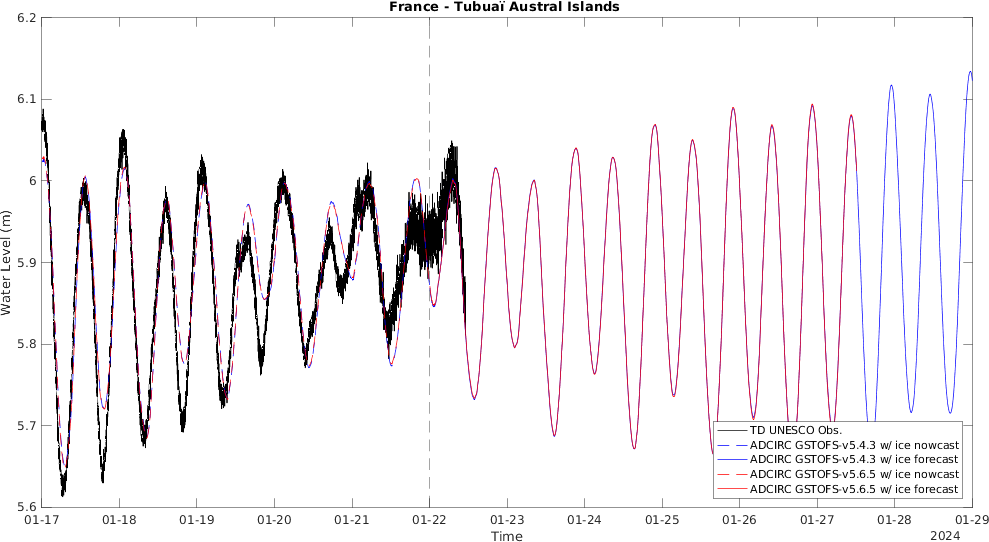 France - Tubuaï Austral Islands
Water Level (m)
6.2
6.1
6
5.9
5.8
5.7
5.6
TD UNESCO Obs.
ADCIRC GSTOFS-v5.4.3 w/ ice nowcast
ADCIRC GSTOFS-v5.4.3 w/ ice forecast
ADCIRC GSTOFS-v5.6.5 w/ ice nowcast
ADCIRC GSTOFS-v5.6.5 w/ ice forecast
01-17 01-18 01-19 01-20 01-21 01-22 01-23 01-24 01-25 01-26 01-27 01-28 01-29
Time
2024